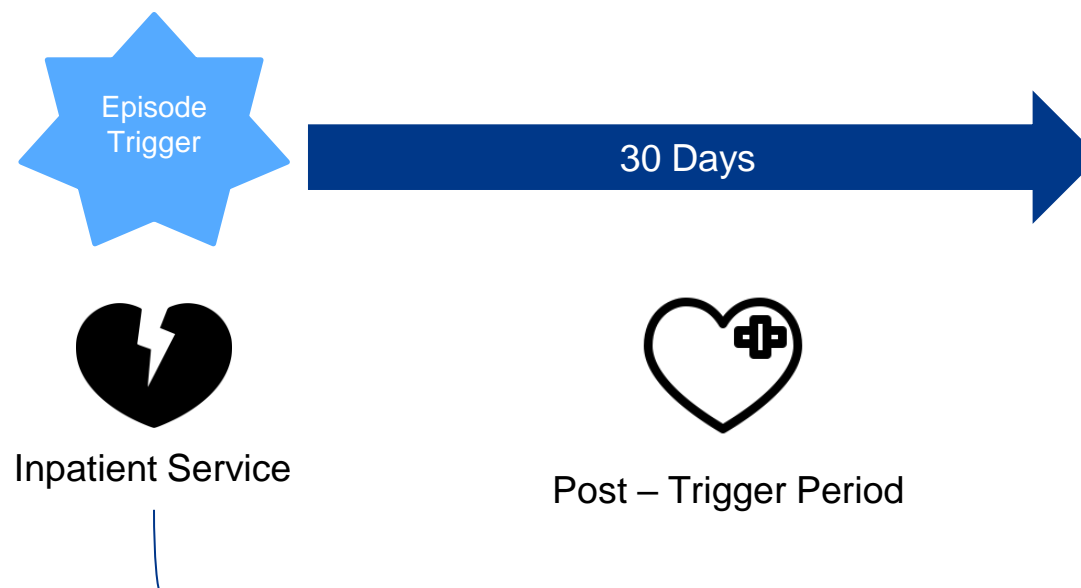 Episode
Trigger
30 Days
Inpatient Service
Post – Trigger Period